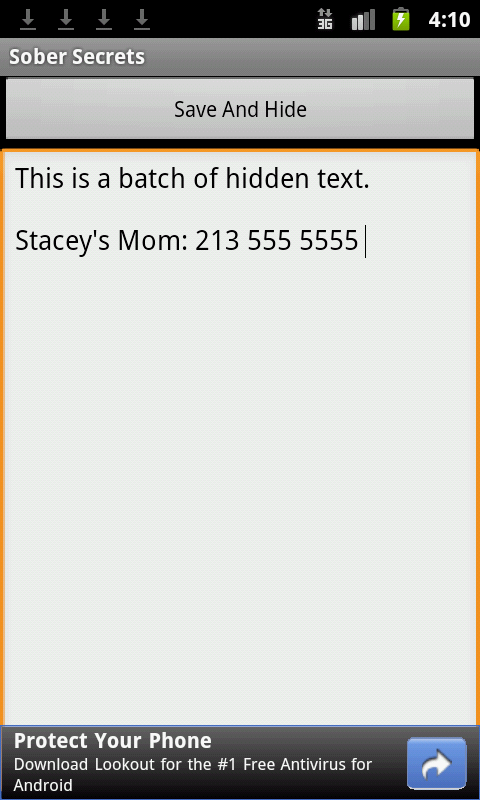 3G 4:10
Sober Secrets
Save And Hide
This is a batch of hidden text.
Stacey's Mom: 213 555 5555
Protect Your Phone
Download Lookout for the #1 Free Antivirus for
Android